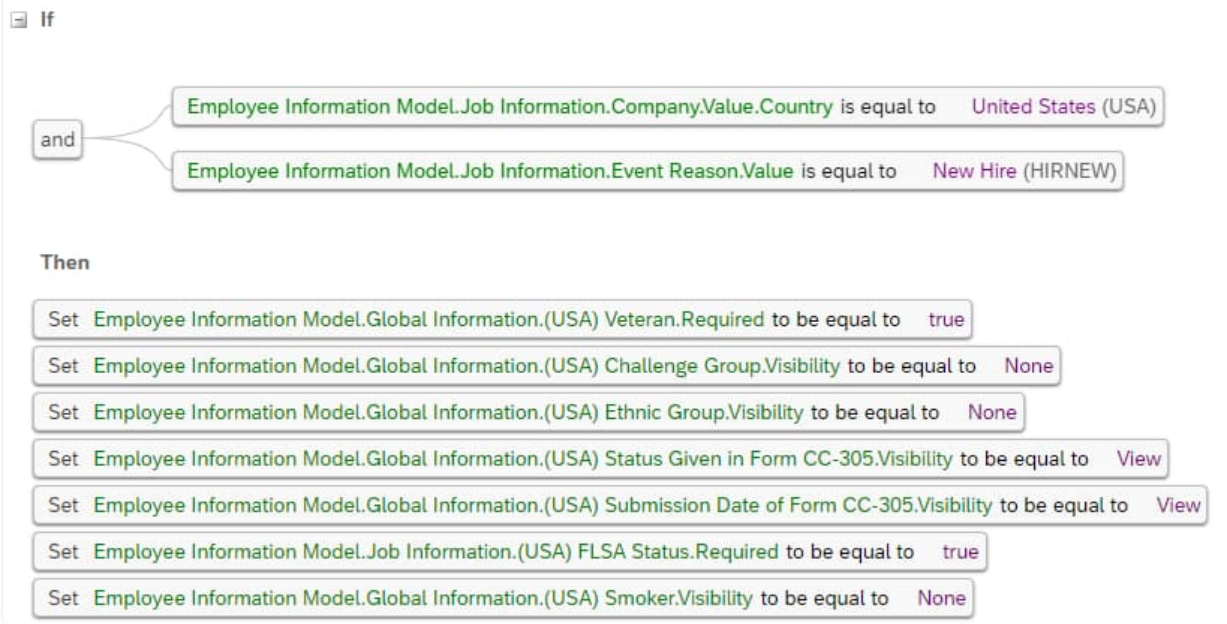 If
Employee Information Model.Job Information.Company.Value.Country is equal to United States (USA)
and
Employee Information Model.Job Information.Event Reason.Value is equal to New Hire (HIRNEW)
Then
Set Employee Information Model.Global Information.(USA) Veteran.Required to be equal to true
Set Employee Information Model.Global Information.(USA) Challenge Group.Visibility to be equal to None
Set Employee Information Model.Global Information.(USA) Ethnic Group.Visibility to be equal to None
Set Employee Information Model.Global Information.(USA) Status Given in Form CC-305.Visibility to be equal to View
Set Employee Information Model.Global Information.(USA) Submission Date of Form CC-305.Visibility to be equal to View
Set Employee Information Model.Job Information.(USA) FLSA Status.Required to be equal to true
Set Employee Information Model.Global Information.(USA) Smoker.Visibility to be equal to None